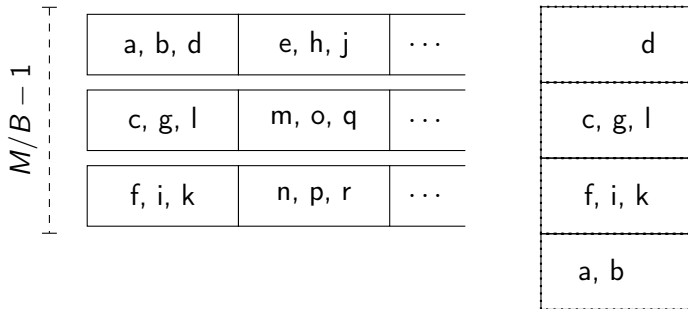 M/B − 1
a, b, d e, h, j ···
c, g, l m, o, q ···
f, i, k n, p, r ···
d
c, g, l
f, i, k
a, b